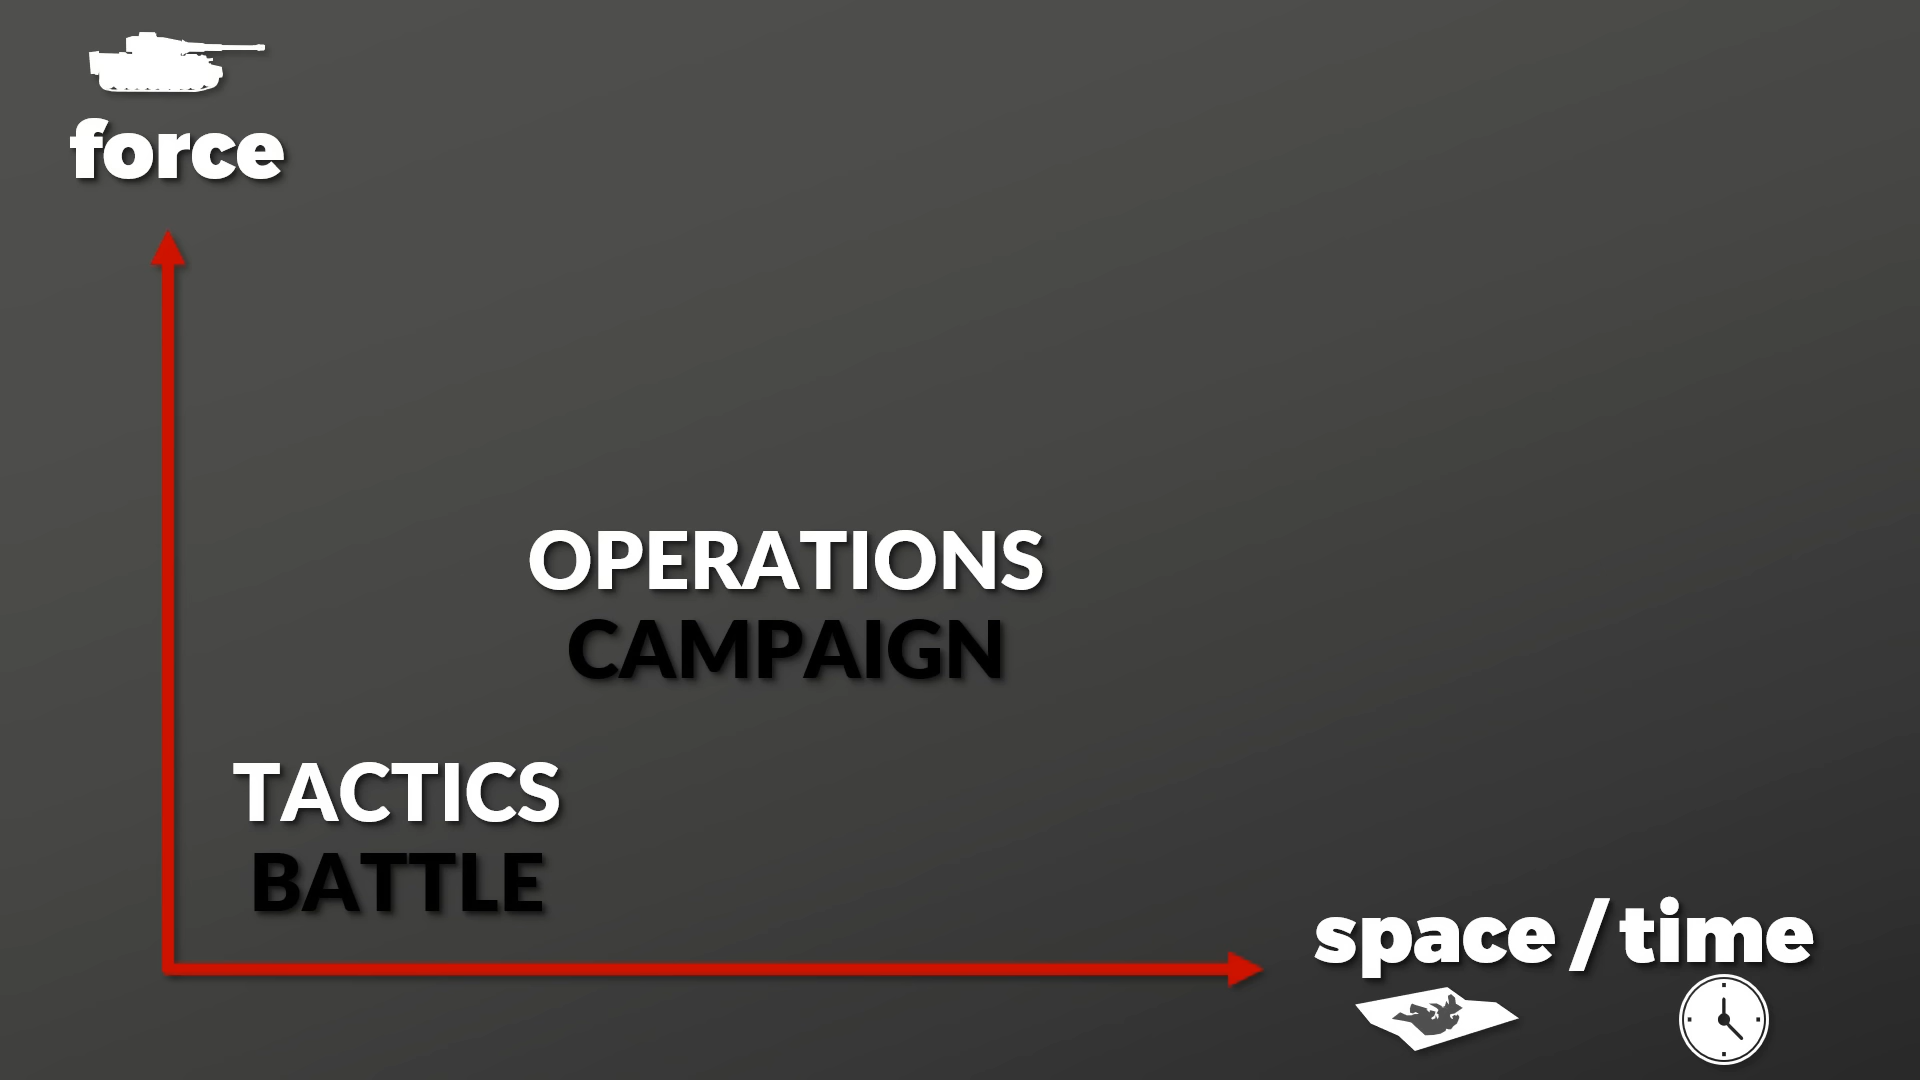 force
OPERATIONS
CAMPAIGN
TACTICS
BATTLE
space / time